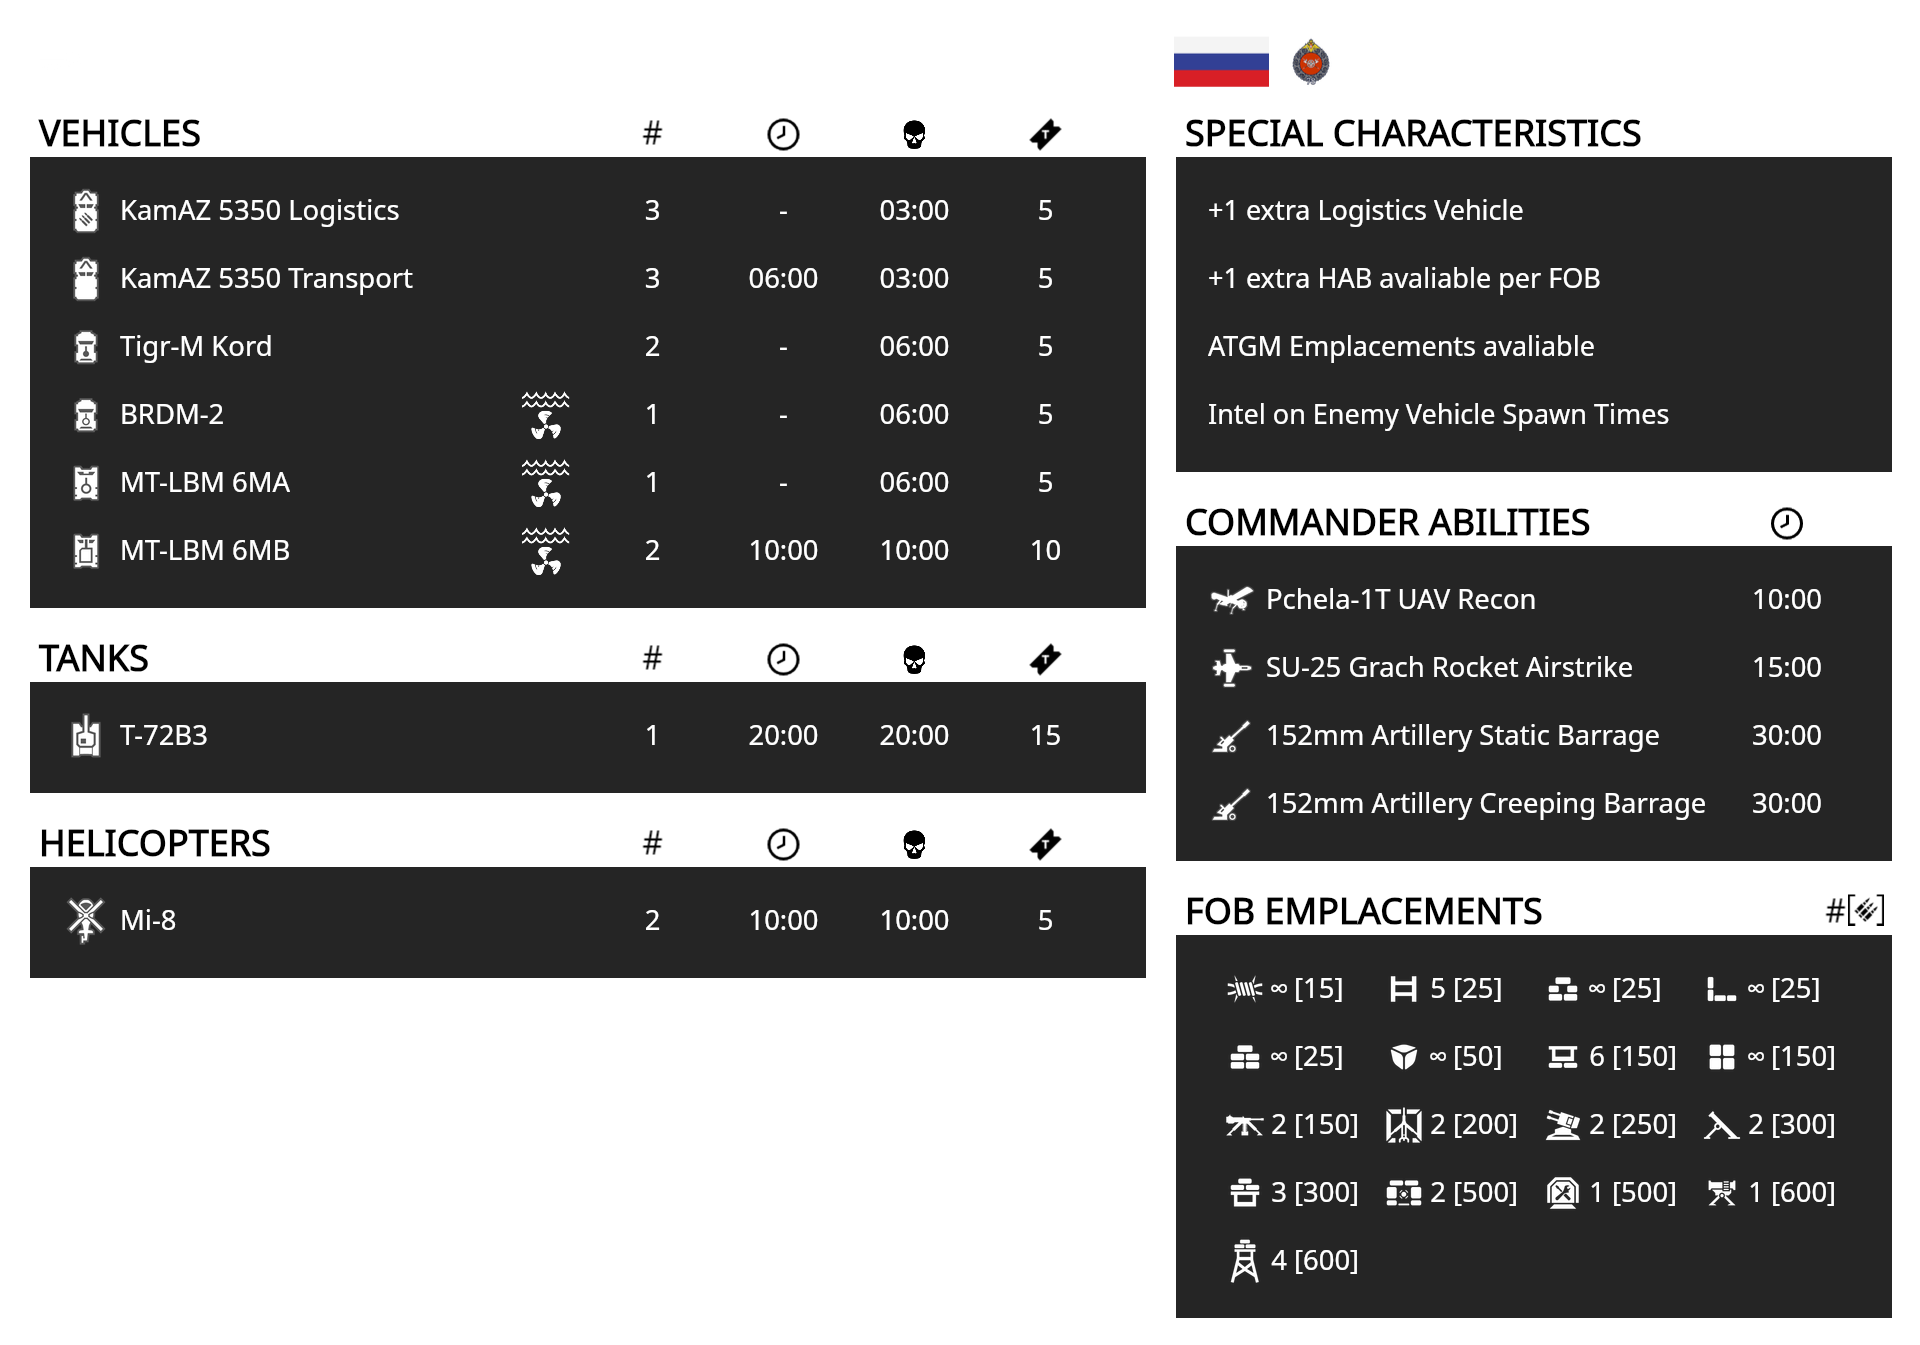 VEHICLES #
KamAZ 5350 Logistics 3 - 03:00 5
KamAZ 5350 Transport 3 06:00 03:00 5
Tigr-M Kord 2 - 06:00 5
BRDM-2 1 - 06:00 5
MT-LBM 6MA 1 - 06:00 5
MT-LBM 6MB 2 10:00 10:00 10
TANKS #
T-72B3 1 20:00 20:00 15
HELICOPTERS #
Mi-8 2 10:00 10:00 5
SPECIAL CHARACTERISTICS
+1 extra Logistics Vehicle
+1 extra HAB avaliable per FOB
ATGM Emplacements avaliable
Intel on Enemy Vehicle Spawn Times
COMMANDER ABILITIES
Pchela-1T UAV Recon 10:00
SU-25 Grach Rocket Airstrike 15:00
152mm Artillery Static Barrage 30:00
152mm Artillery Creeping Barrage 30:00
FOB EMPLACEMENTS #[ ]
∞ [15] 5 [25] ∞ [25] ∞ [25]
∞ [25] ∞ [50] 6 [150] ∞ [150]
2 [150] 2 [200] 2 [250] 2 [300]
3 [300] 2 [500] 1 [500] 1 [600]
4 [600]